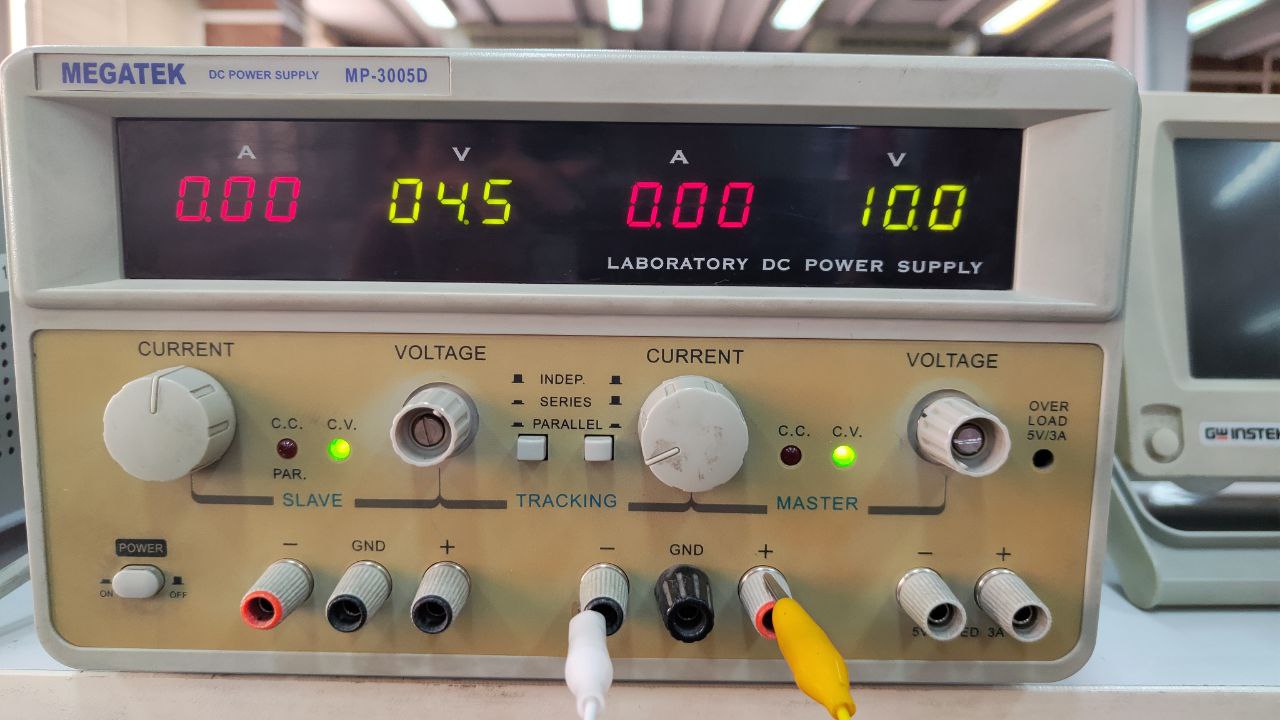 MEGATEK DC POWER SUPPLY MP-3005D
A V A V
0.00 04.5 0.00 10.0
LABORATORY DC POWER SUPPLY
CURRENT VOLTAGE CURRENT VOLTAGE
INDEP.
SERIES
PARALLEL
C.C. C.V.
PAR.
C.C. C.V.
OVER
LOAD
5V/3A
GWINSTEK
SLAVE TRACKING MASTER
POWER
ON OFF
− GND +
− GND +
− +
3A